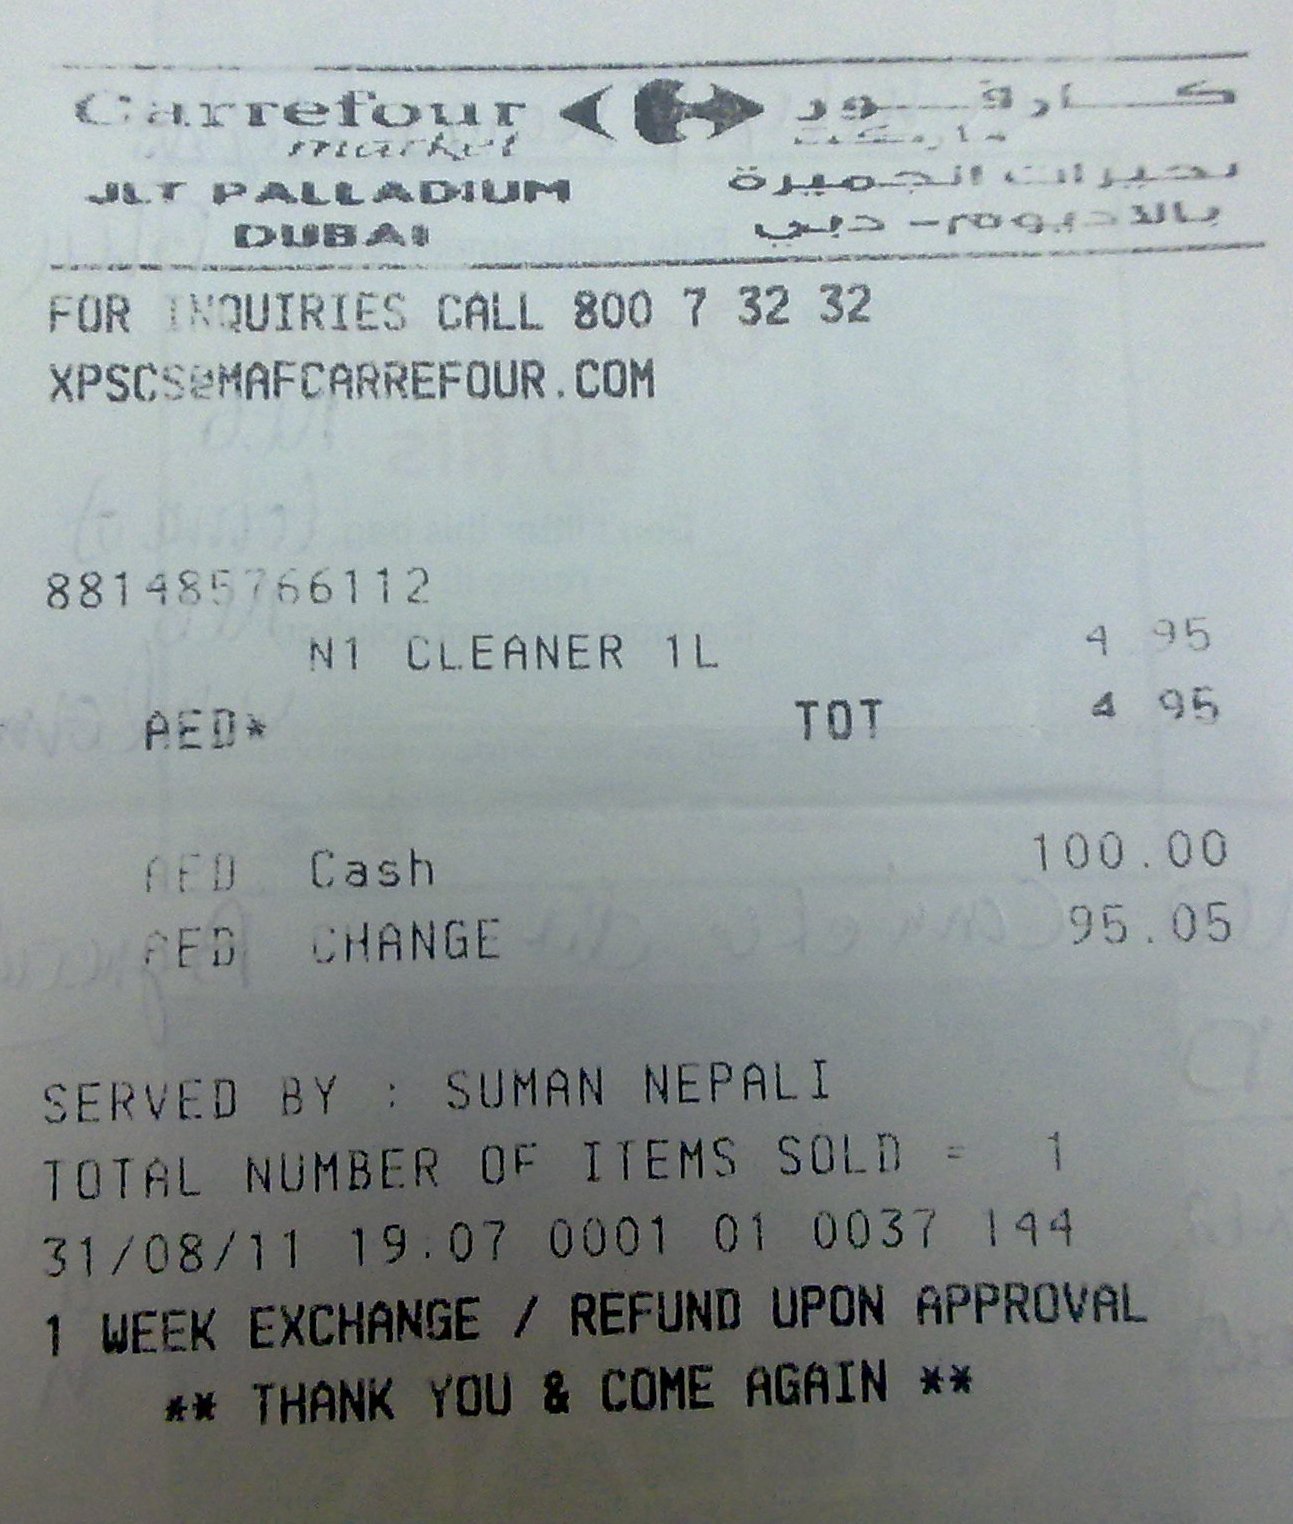 Carrefour كارفور
market ماركت
JLT PALLADIUM بحيرات الجميرة
DUBAI بالاديوم - دبي
FOR INQUIRIES CALL 800 7 32 32
XPSCS@MAFCARREFOUR.COM
881485766112
N1 CLEANER 1L 4 95
AED* TOT 4 95
AED Cash 100.00
AED CHANGE 95.05
SERVED BY : SUMAN NEPALI
TOTAL NUMBER OF ITEMS SOLD = 1
31/08/11 19:07 0001 01 0037 144
1 WEEK EXCHANGE / REFUND UPON APPROVAL
** THANK YOU & COME AGAIN **